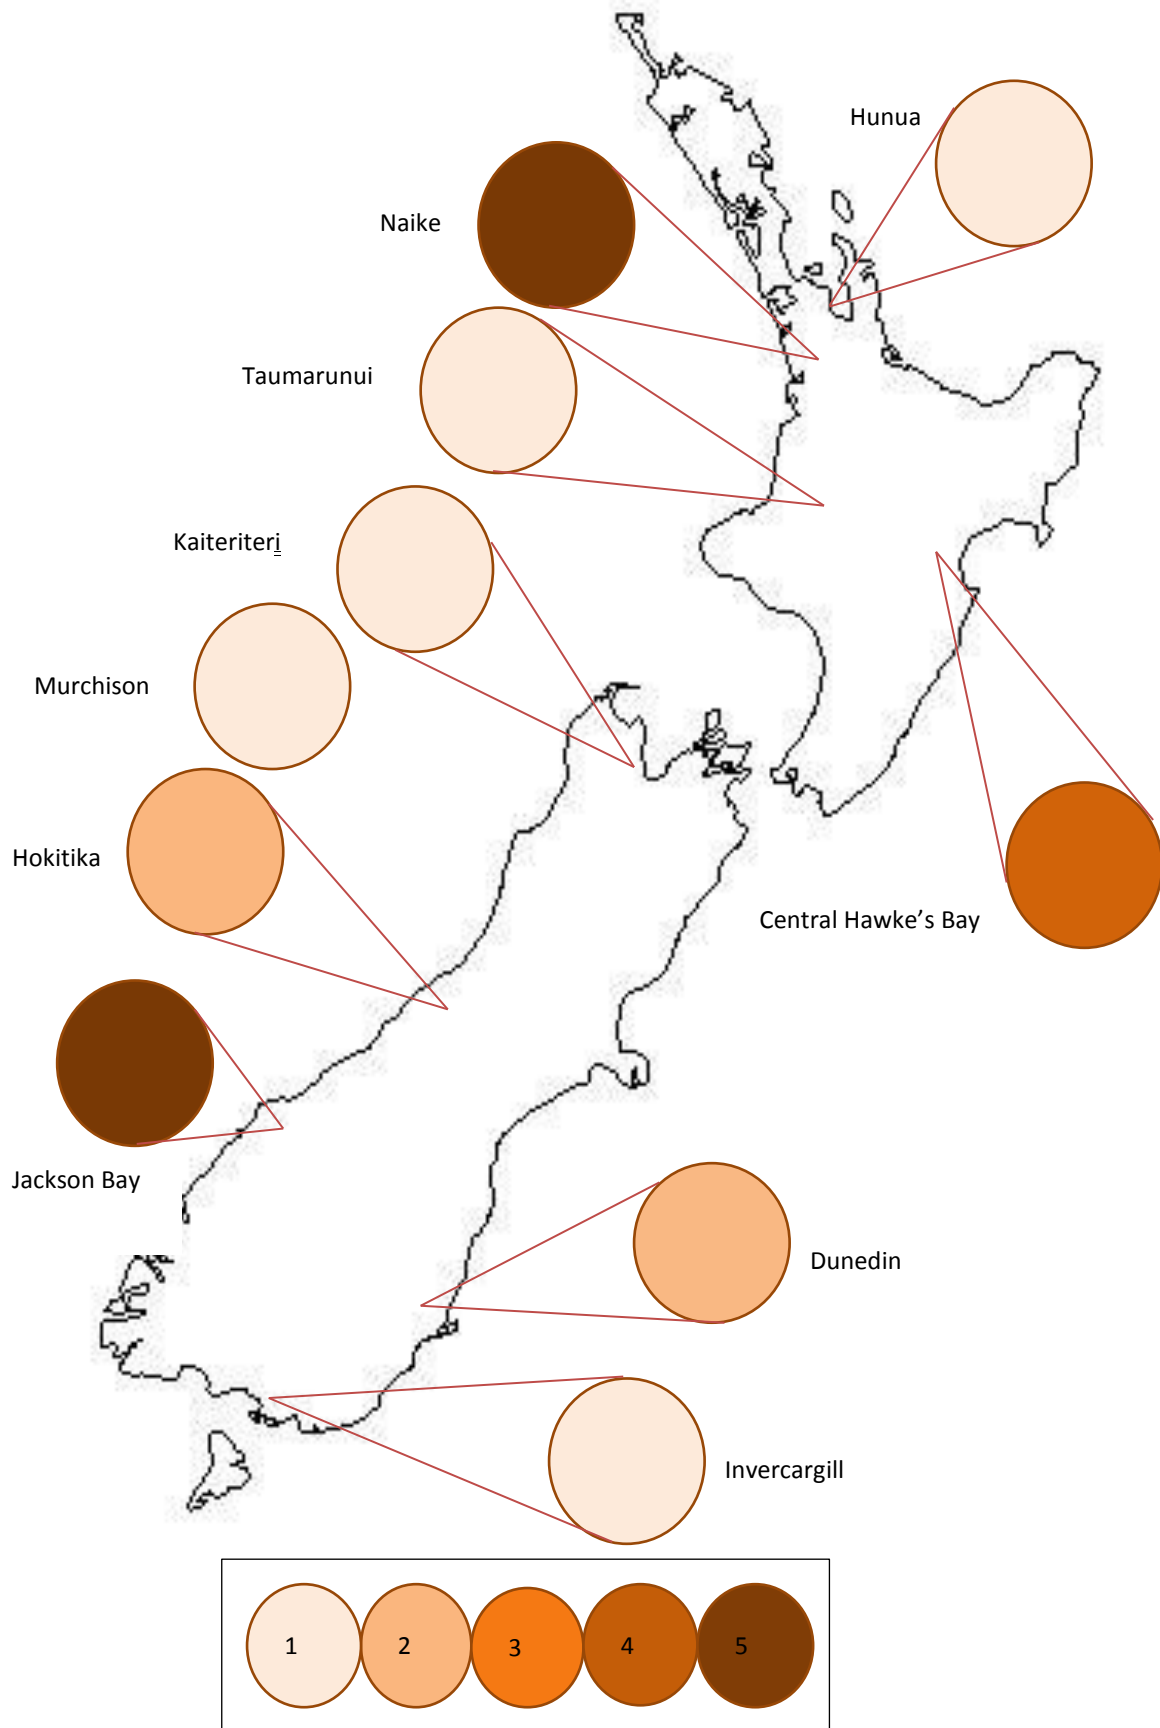 Hunua
Naike
Taumarunui
Kaiteriteri
Murchison
Hokitika
Central Hawke's Bay
Jackson Bay
Dunedin
Invercargill
1 2 3 4 5